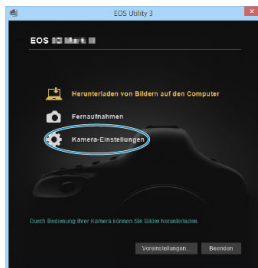 EOS Utility 3
EOS
Herunterladen von Bildern auf den Computer
Fernaufnahmen
Kamera-Einstellungen
Durch Bedienung Ihrer Kamera können Sie Bilder herunterladen.
Voreinstellungen...
Beenden